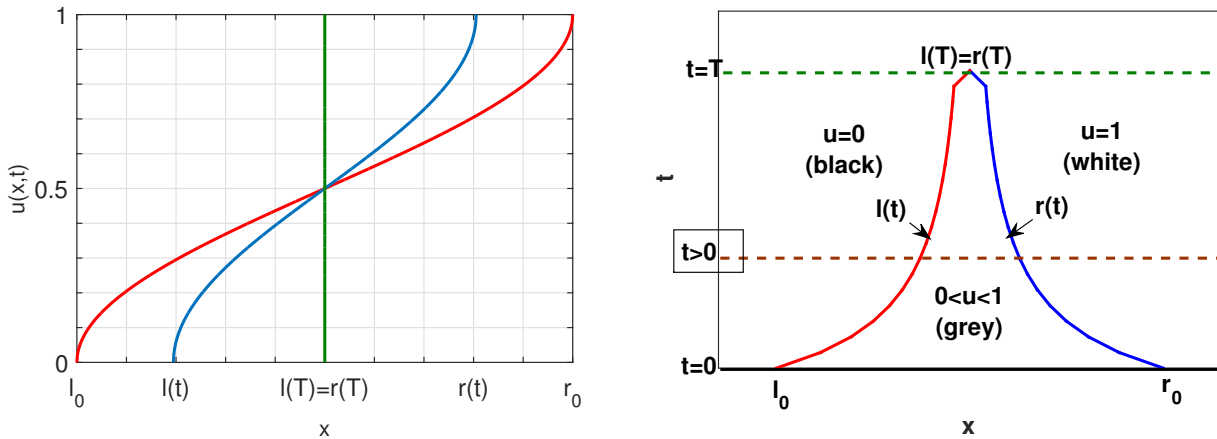 1
0.5
0
u(x,t)
l₀
l(t)
l(T)=r(T)
r(t)
r₀
x
l(T)=r(T)
t=T
u=0
(black)
u=1
(white)
t
l(t)
r(t)
t>0
0<u<1
(grey)
t=0
l₀
r₀
x